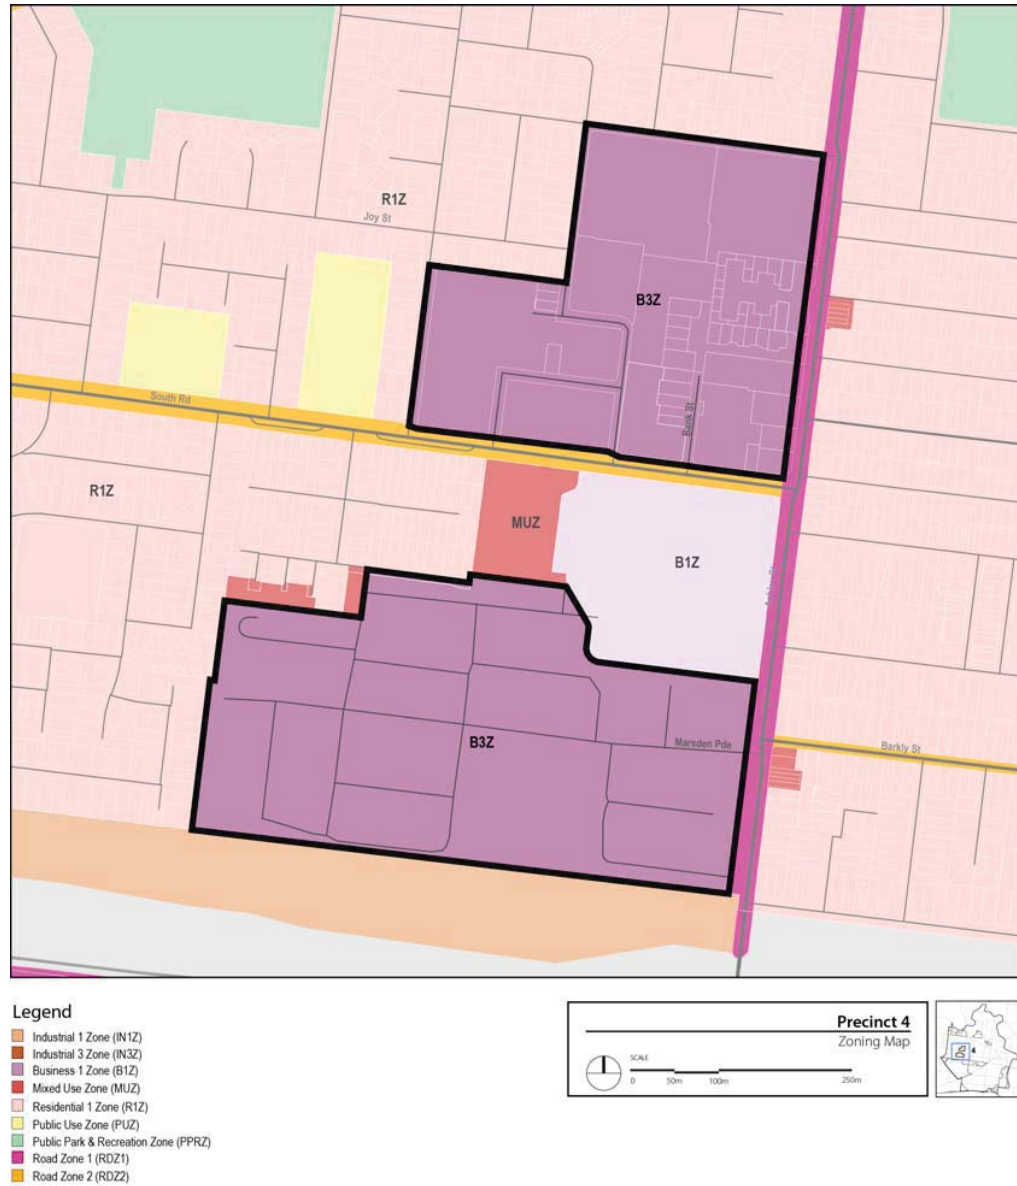 R1Z
Joy St
B3Z
South Rd
Bank St
R1Z
MUZ
B1Z
B3Z
Marsden Pde
Barkly St
Legend
Industrial 1 Zone (IN1Z)
Industrial 3 Zone (IN3Z)
Business 1 Zone (B1Z)
Mixed Use Zone (MUZ)
Residential 1 Zone (R1Z)
Public Use Zone (PUZ)
Public Park & Recreation Zone (PPRZ)
Road Zone 1 (RDZ1)
Road Zone 2 (RDZ2)
Precinct 4
Zoning Map
SCALE
0 50m 100m 250m
4